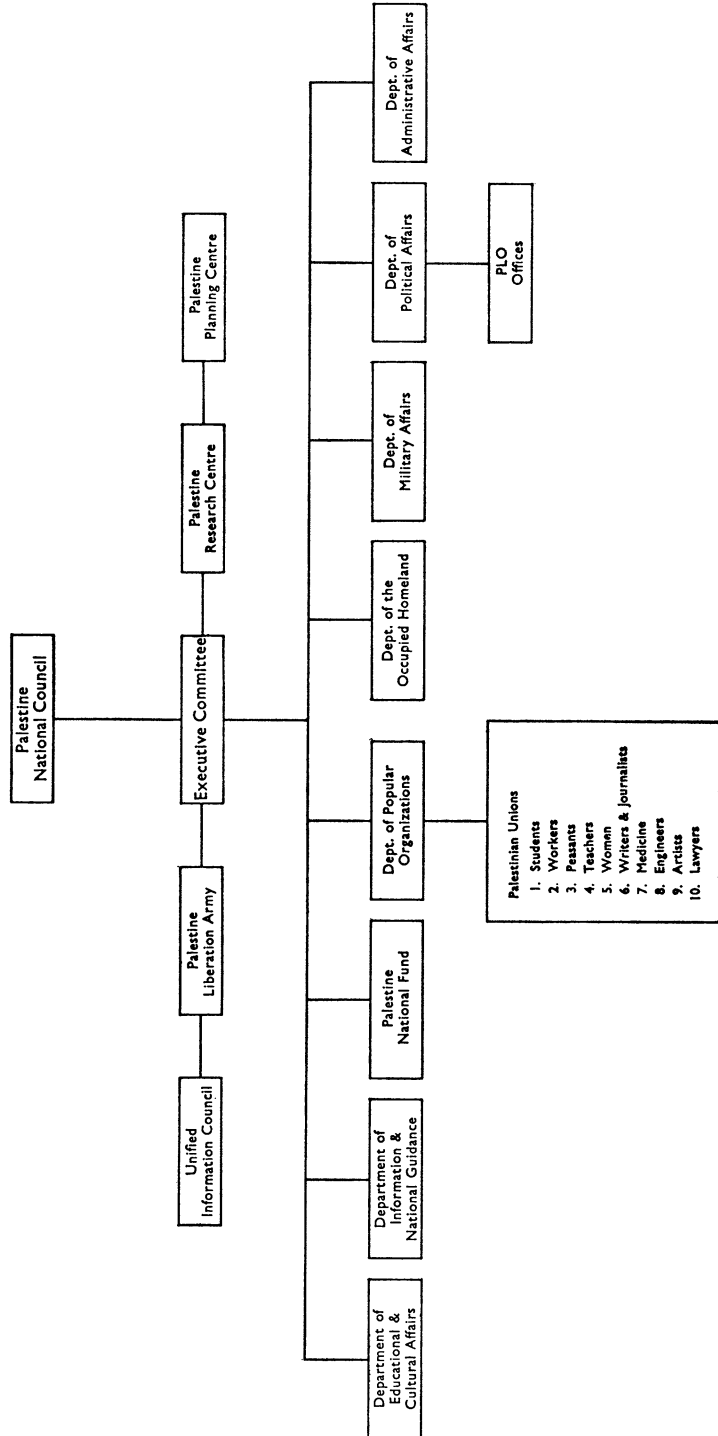 Palestine
National Council
Unified
Information Council
Palestine
Liberation Army
Executive Committee
Palestine
Research Centre
Palestine
Planning Centre
Department of
Educational &
Cultural Affairs
Department of
Information &
National Guidance
Palestine
National Fund
Dept. of Popular
Organizations
Dept. of the
Occupied Homeland
Dept. of
Military Affairs
Dept. of
Political Affairs
Dept. of
Administrative Affairs
Palestinian Unions
1. Students
2. Workers
3. Peasants
4. Teachers
5. Women
6. Writers & Journalists
7. Medicine
8. Engineers
9. Artists
10. Lawyers
PLO
Offices